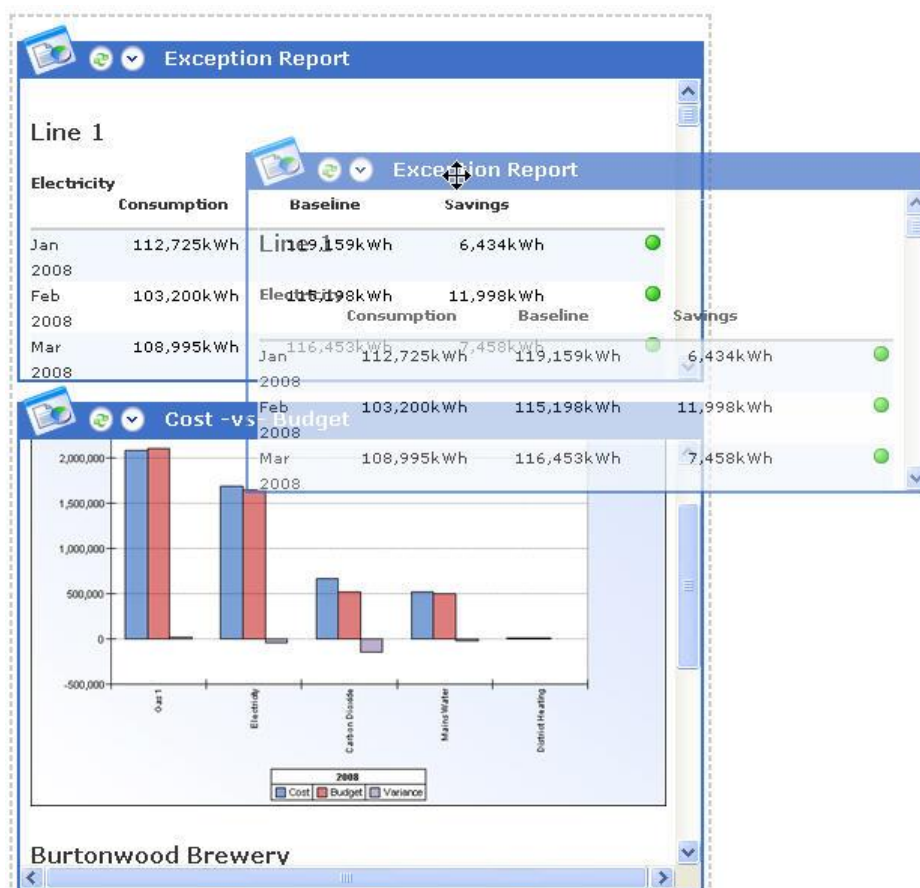 Exception Report
Line 1
Electricity
Consumption Baseline Savings
Jan 2008 112,725kWh 119,159kWh 6,434kWh
Feb 2008 103,200kWh 115,198kWh 11,998kWh
Mar 2008 108,995kWh 116,453kWh 7,458kWh
Exception Report
Line 1
Electricity
Consumption Baseline Savings
Jan 2008 112,725kWh 119,159kWh 6,434kWh
Feb 2008 103,200kWh 115,198kWh 11,998kWh
Mar 2008 108,995kWh 116,453kWh 7,458kWh
Cost -vs- Budget
2,000,000
1,500,000
1,000,000
500,000
0
-500,000
Gas 1
Electricity
Carbon Dioxide
Mains Water
District Heating
2008
Cost Budget Variance
Burtonwood Brewery